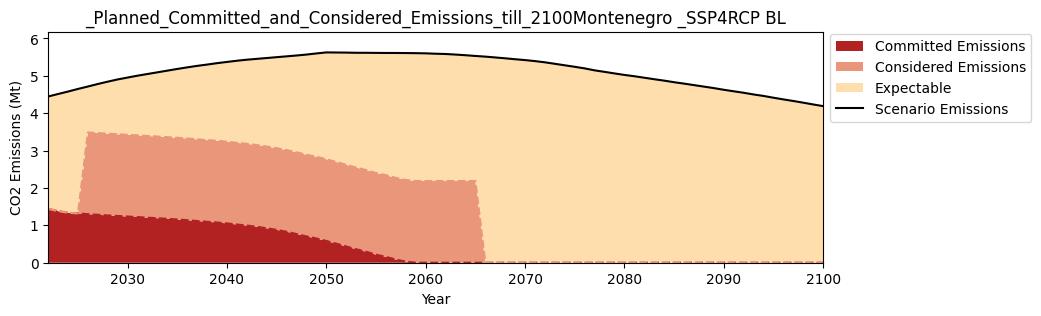 _Planned_Committed_and_Considered_Emissions_till_2100Montenegro _SSP4RCP BL
CO2 Emissions (Mt)
6
5
4
3
2
1
0
2030 2040 2050 2060 2070 2080 2090 2100
Year
Committed Emissions
Considered Emissions
Expectable
Scenario Emissions